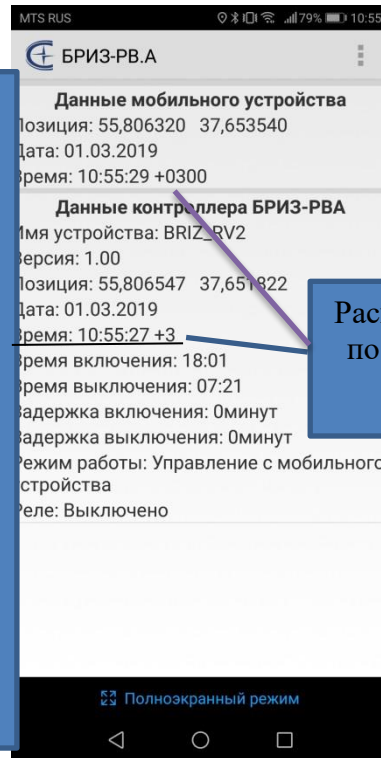 MTS RUS 79% 10:55
БРИЗ-РВ.А
Данные мобильного устройства
Позиция: 55,806320 37,653540
Дата: 01.03.2019
Время: 10:55:29 +0300
Данные контроллера БРИЗ-РВА
Имя устройства: BRIZ_RV2
Версия: 1.00
Позиция: 55,806547 37,651822
Дата: 01.03.2019
Время: 10:55:27 +3
Время включения: 18:01
Время выключения: 07:21
Задержка включения: 0минут
Задержка выключения: 0минут
Режим работы: Управление с мобильного
устройства
Реле: Выключено
Рас
по
Полноэкранный режим